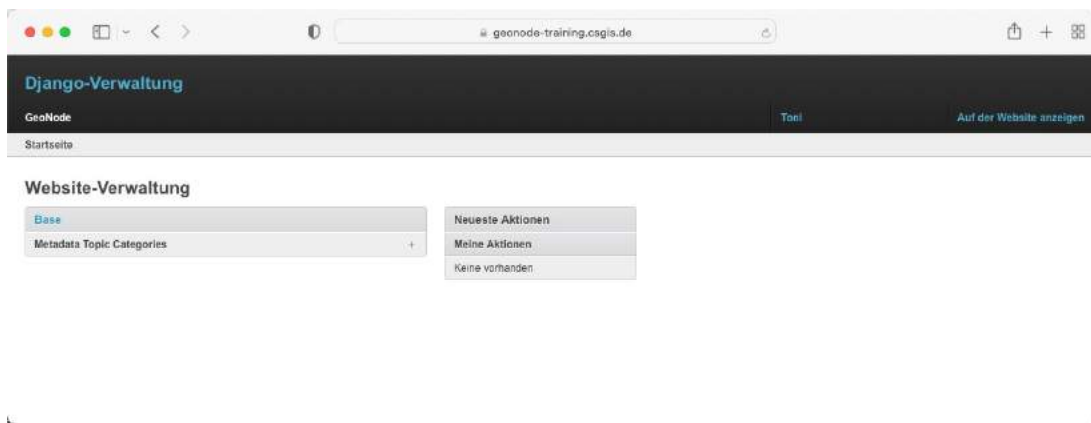 geonode-training.csgis.de
Django-Verwaltung
GeoNode Tool Auf der Website anzeigen
Startseite
Website-Verwaltung
Base
Metadata Topic Categories +
Neueste Aktionen
Meine Aktionen
Keine vorhanden